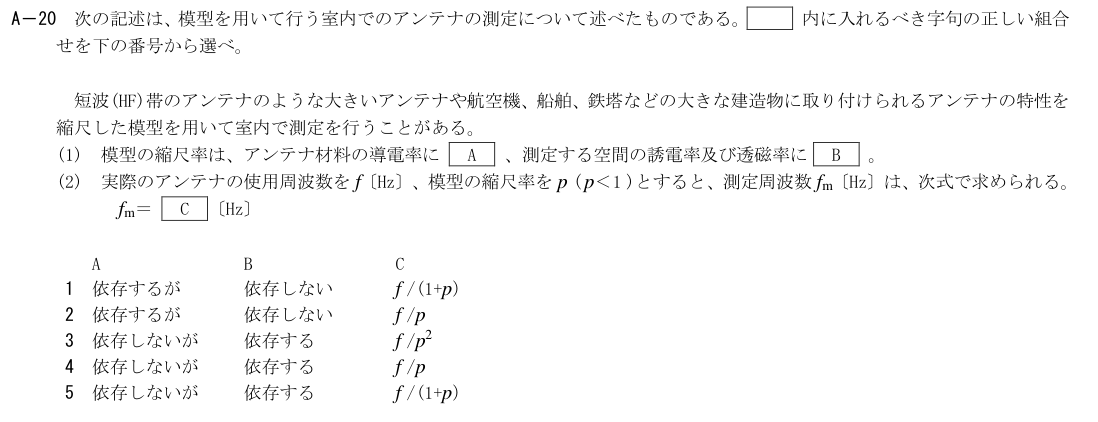 A－20 次の記述は、模型を用いて行う室内でのアンテナの測定について述べたものである。 内に入れるべき字句の正しい組合
せを下の番号から選べ。
短波(HF)帯のアンテナのような大きいアンテナや航空機、船舶、鉄塔などの大きな建造物に取り付けられるアンテナの特性を
縮尺した模型を用いて室内で測定を行うことがある。
(1) 模型の縮尺率は、アンテナ材料の導電率に A 、測定する空間の誘電率及び透磁率に B 。
(2) 実際のアンテナの使用周波数を f〔Hz〕、模型の縮尺率を p（p＜1）とすると、測定周波数 fm〔Hz〕は、次式で求められる。
fm＝ C 〔Hz〕
A B C
1 依存するが 依存しない f/(1+p)
2 依存するが 依存しない f/p
3 依存しないが 依存する f/p²
4 依存しないが 依存する f/p
5 依存しないが 依存する f/(1+p)